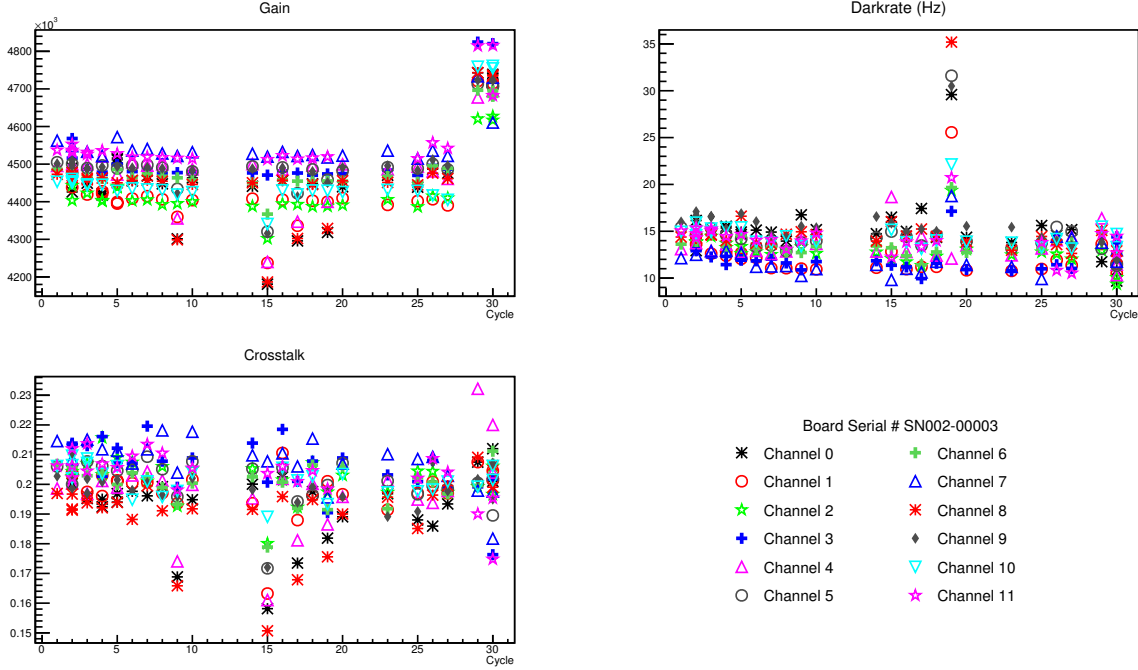 Gain
×10³
4800
4700
4600
4500
4400
4300
4200
0 5 10 15 20 25 30
Cycle
Darkrate (Hz)
35
30
25
20
15
10
0 5 10 15 20 25 30
Cycle
Crosstalk
0.23
0.22
0.21
0.2
0.19
0.18
0.17
0.16
0.15
0 5 10 15 20 25 30
Cycle
Board Serial # SN002-00003
Channel 0 Channel 6
Channel 1 Channel 7
Channel 2 Channel 8
Channel 3 Channel 9
Channel 4 Channel 10
Channel 5 Channel 11